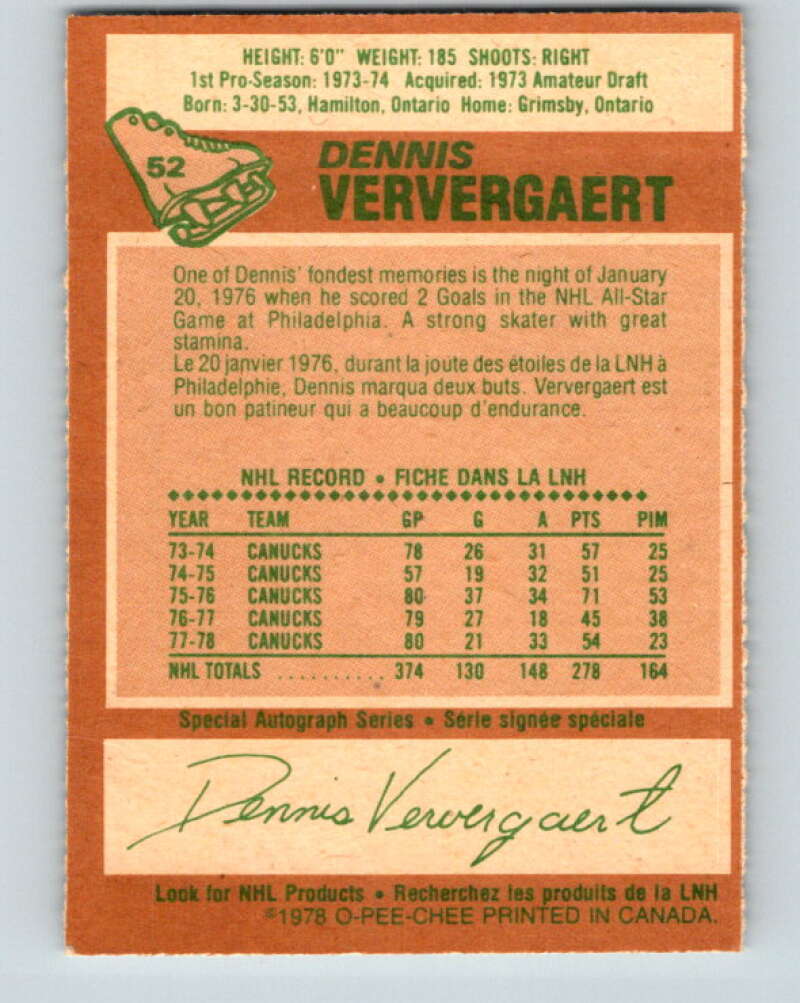 HEIGHT: 6'0" WEIGHT: 185 SHOOTS: RIGHT
1st Pro-Season: 1973-74 Acquired: 1973 Amateur Draft
Born: 3-30-53, Hamilton, Ontario Home: Grimsby, Ontario
52
DENNIS
VERVERGAERT
One of Dennis' fondest memories is the night of January
20, 1976 when he scored 2 Goals in the NHL All-Star
Game at Philadelphia. A strong skater with great
stamina.
Le 20 janvier 1976, durant la joute des étoiles de la LNH à
Philadelphie, Dennis marqua deux buts. Ververgaert est
un bon patineur qui a beaucoup d'endurance.
NHL RECORD • FICHE DANS LA LNH
YEAR TEAM GP G A PTS PIM
73-74 CANUCKS 78 26 31 57 25
74-75 CANUCKS 57 19 32 51 25
75-76 CANUCKS 80 37 34 71 53
76-77 CANUCKS 79 27 18 45 38
77-78 CANUCKS 80 21 33 54 23
NHL TOTALS .......... 374 130 148 278 164
Special Autograph Series • Série signée spéciale
Dennis Ververgaert
Look for NHL Products • Recherchez les produits de la LNH
©1978 O-PEE-CHEE PRINTED IN CANADA.